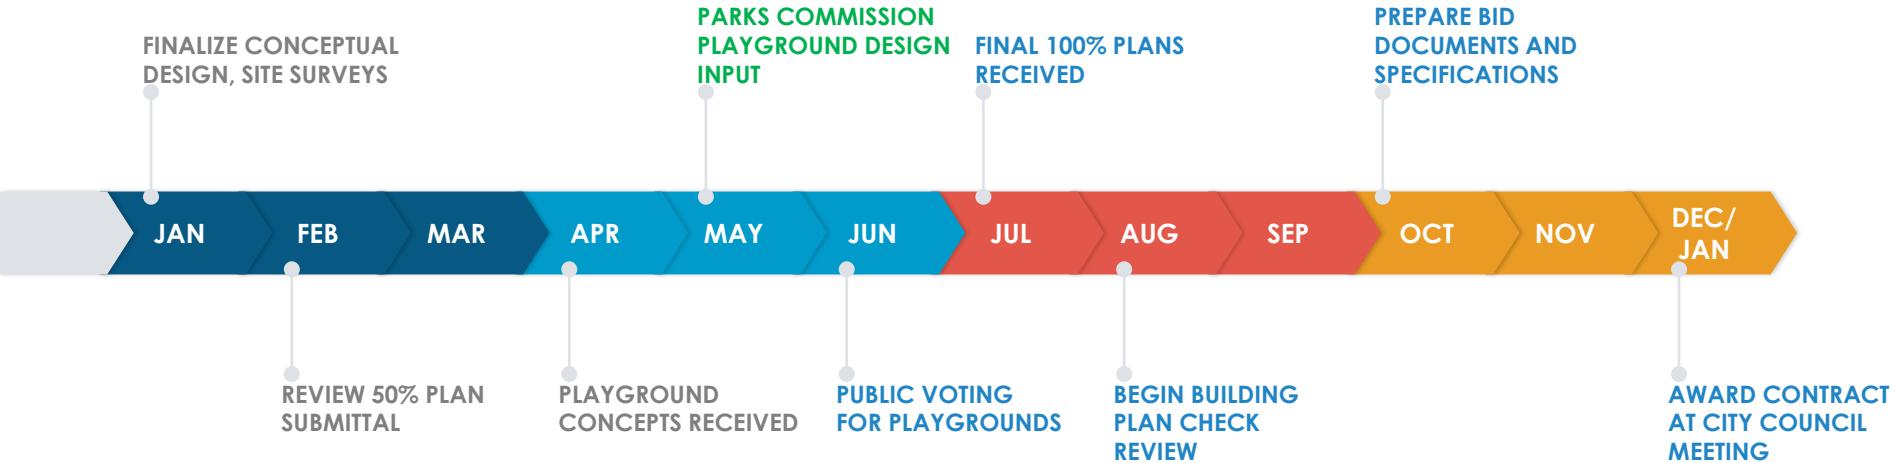 FINALIZE CONCEPTUAL
DESIGN, SITE SURVEYS
PARKS COMMISSION
PLAYGROUND DESIGN
INPUT
FINAL 100% PLANS
RECEIVED
PREPARE BID
DOCUMENTS AND
SPECIFICATIONS
JAN
FEB
MAR
APR
MAY
JUN
JUL
AUG
SEP
OCT
NOV
DEC/
JAN
REVIEW 50% PLAN
SUBMITTAL
PLAYGROUND
CONCEPTS RECEIVED
PUBLIC VOTING
FOR PLAYGROUNDS
BEGIN BUILDING
PLAN CHECK
REVIEW
AWARD CONTRACT
AT CITY COUNCIL
MEETING